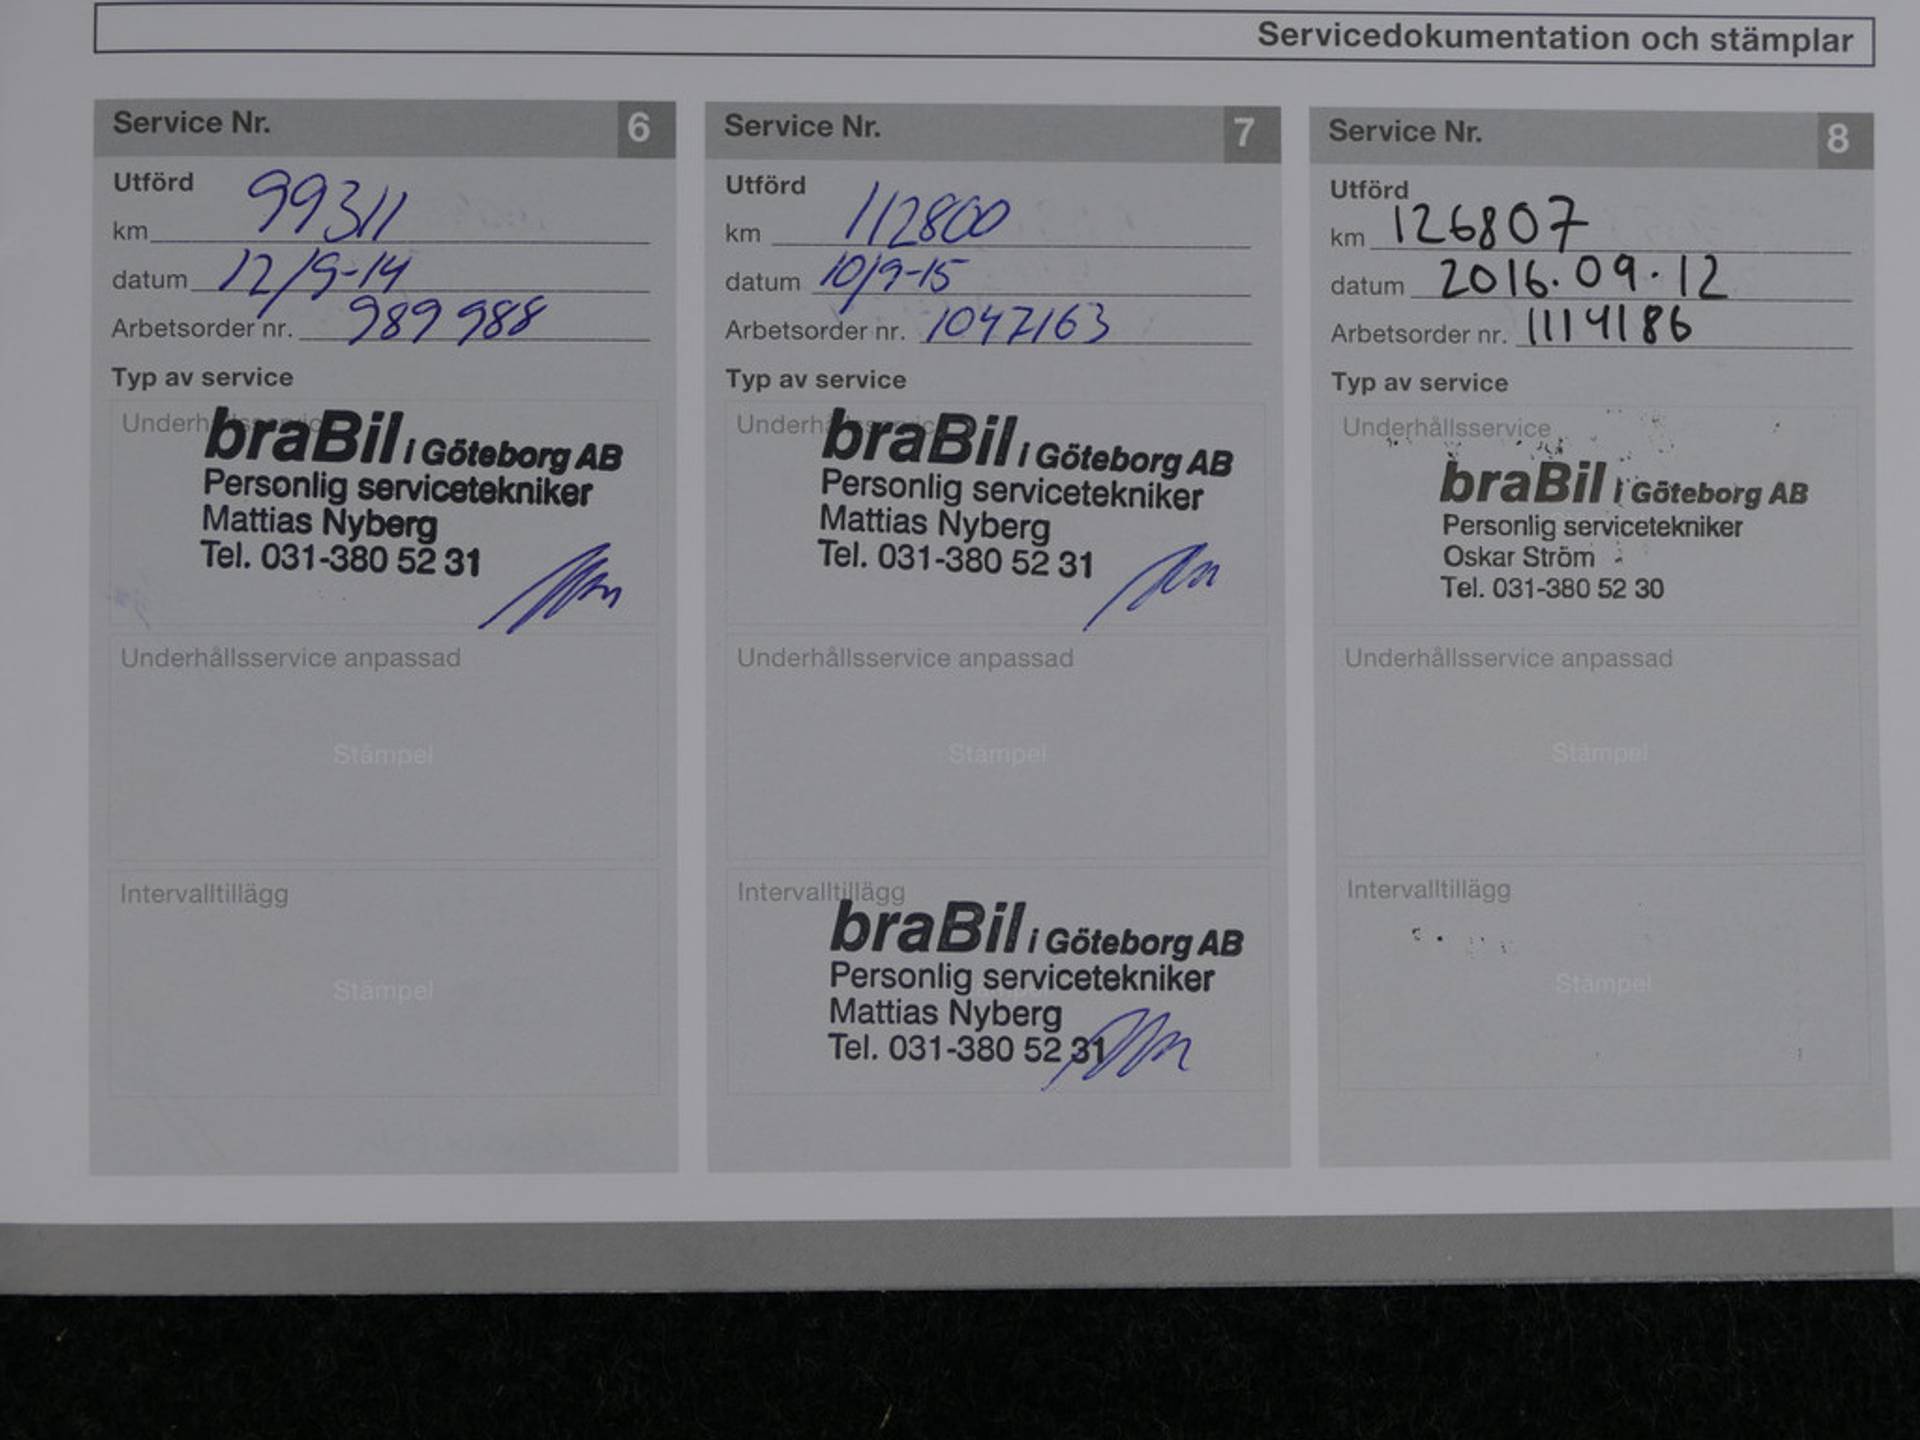 Servicedokumentation och stämplar
Service Nr. 6
Utförd
km 99311
datum 12/9-14
Arbetsorder nr. 989988
Typ av service
Underhållsservice
braBil i Göteborg AB
Personlig servicetekniker
Mattias Nyberg
Tel. 031-380 52 31
Underhållsservice anpassad
Stämpel
Intervalltillägg
Stämpel
Service Nr. 7
Utförd
km 112800
datum 10/9-15
Arbetsorder nr. 1047163
Typ av service
Underhållsservice
braBil i Göteborg AB
Personlig servicetekniker
Mattias Nyberg
Tel. 031-380 52 31
Underhållsservice anpassad
Stämpel
Intervalltillägg
braBil i Göteborg AB
Personlig servicetekniker
Mattias Nyberg
Tel. 031-380 52 31
Service Nr. 8
Utförd
km 126807
datum 2016.09.12
Arbetsorder nr. 1114186
Typ av service
Underhållsservice
braBil i Göteborg AB
Personlig servicetekniker
Oskar Ström
Tel. 031-380 52 30
Underhållsservice anpassad
Stämpel
Intervalltillägg
Stämpel